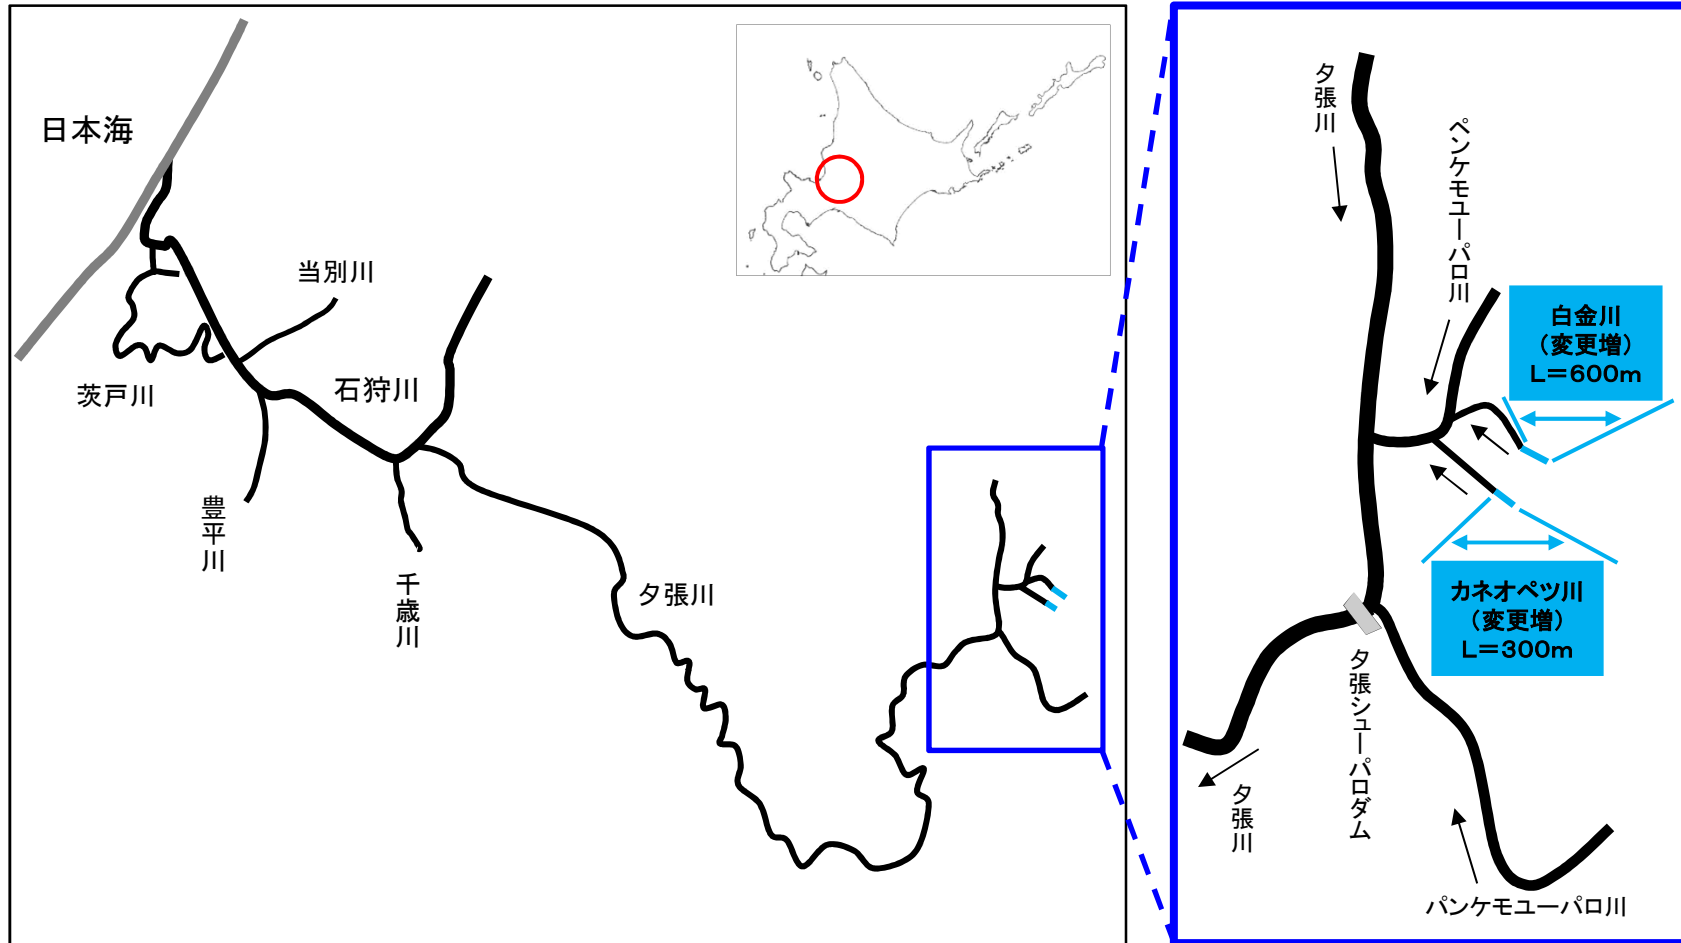 日本海
当別川
石狩川
茨戸川
豊平川
千歳川
夕張川
夕張川
ペンケモユーパロ川
白金川
（変更増）
L＝600m
カネオペツ川
（変更増）
L＝300m
夕張シューパロダム
夕張川
パンケモユーパロ川